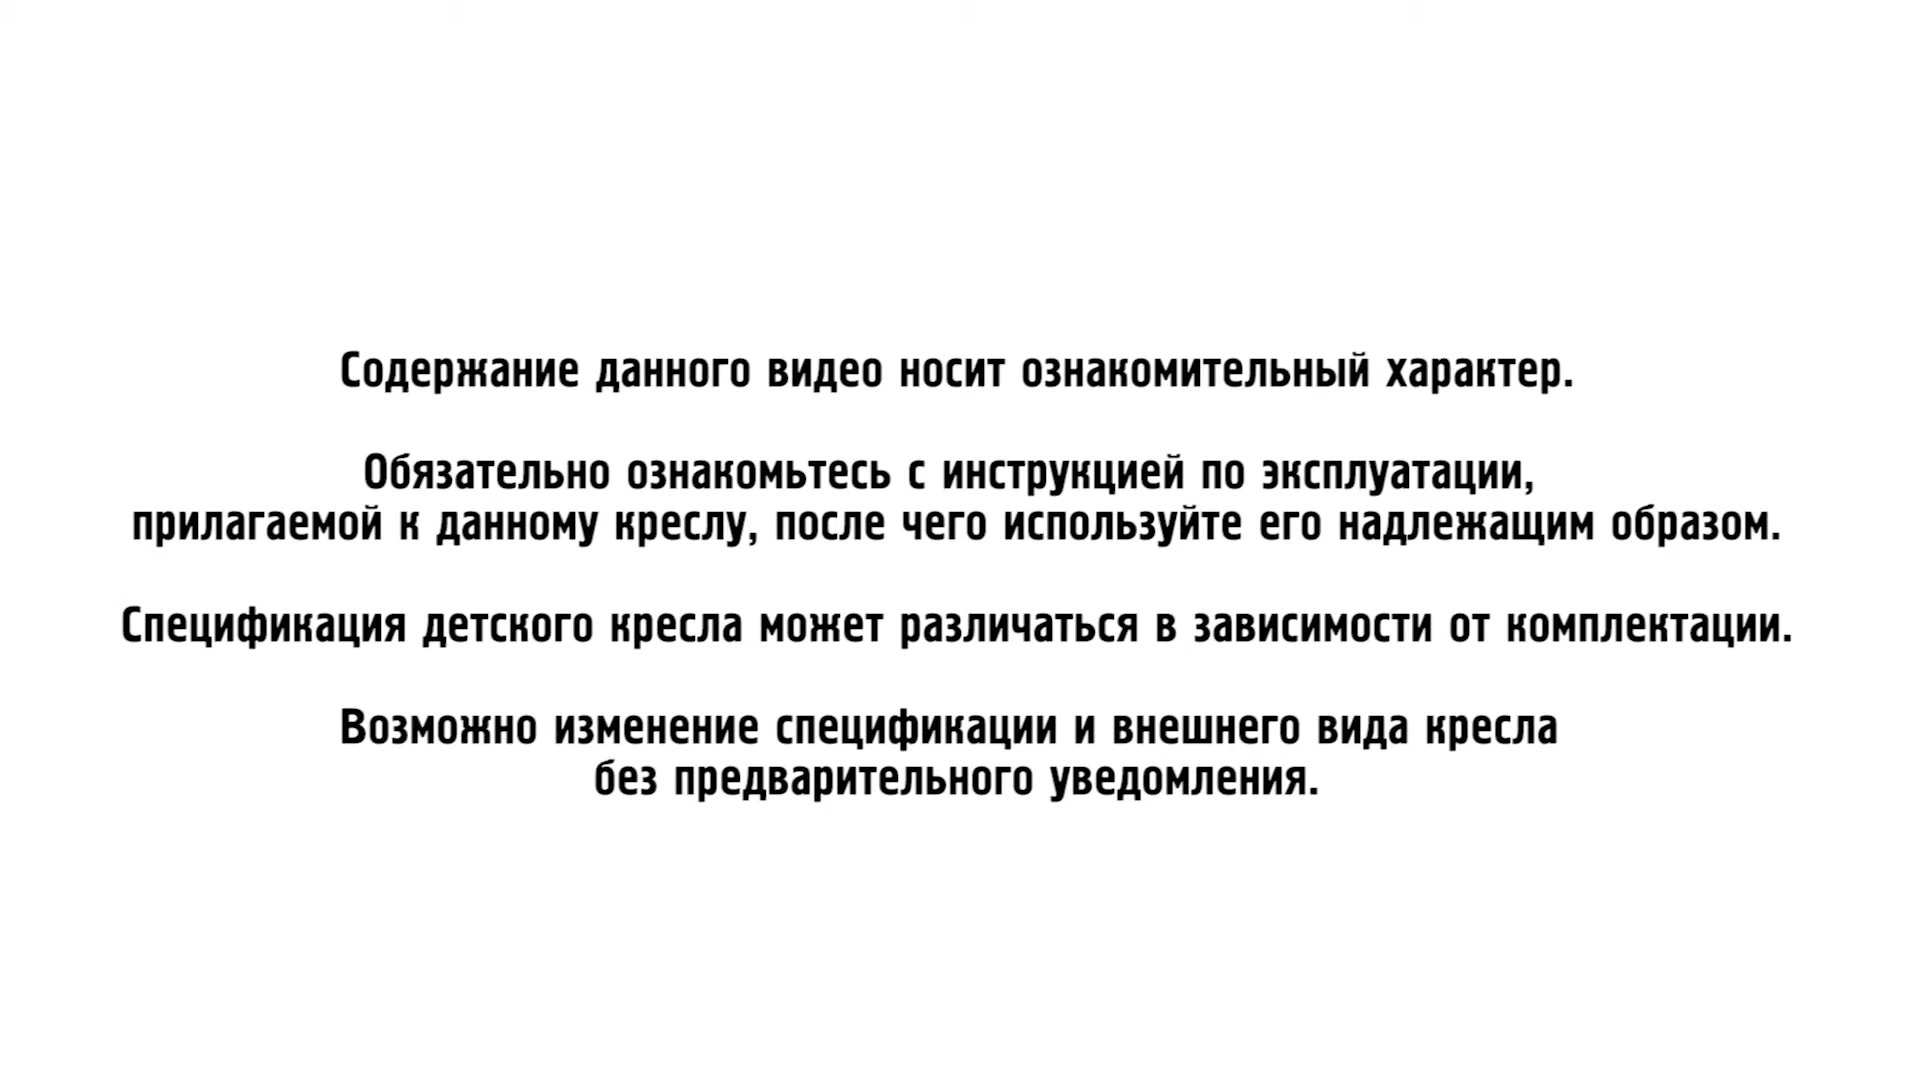 Содержание данного видео носит ознакомительный характер.
Обязательно ознакомьтесь с инструкцией по эксплуатации,
прилагаемой к данному креслу, после чего используйте его надлежащим образом.
Спецификация детского кресла может различаться в зависимости от комплектации.
Возможно изменение спецификации и внешнего вида кресла
без предварительного уведомления.